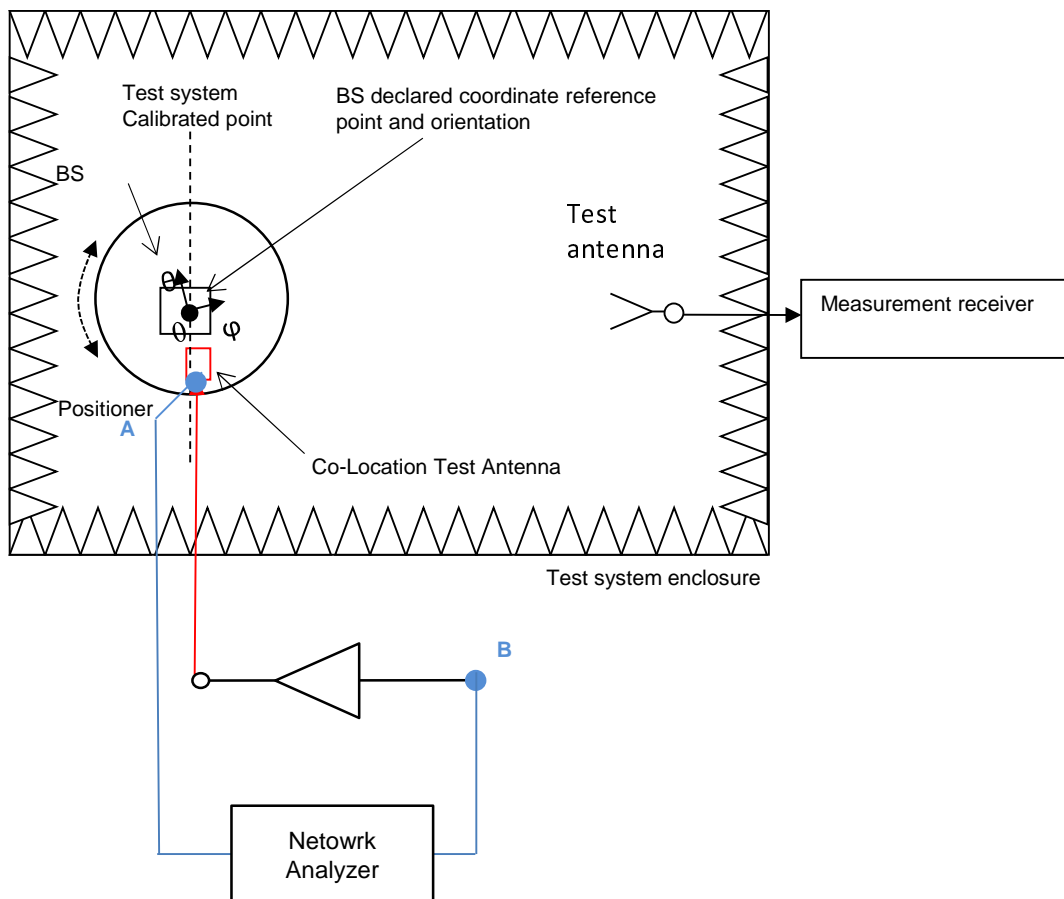 Test system
Calibrated point
BS declared coordinate reference
point and orientation
BS
Test
antenna
Measurement receiver
θ
θ
φ
Positioner
A
Co-Location Test Antenna
Test system enclosure
B
Netowrk
Analyzer